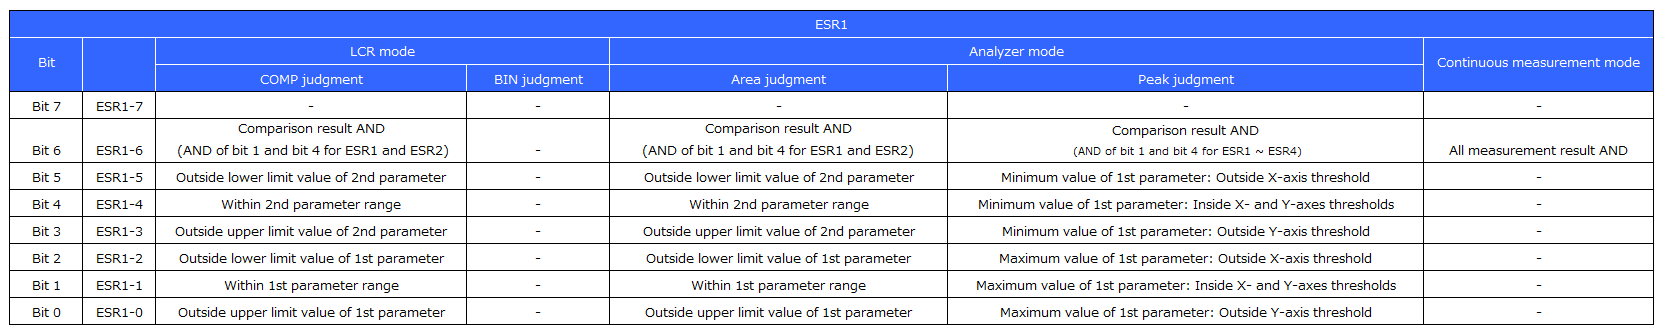 ESR1
Bit LCR mode Analyzer mode Continuous measurement mode
COMP judgment BIN judgment Area judgment Peak judgment
Bit 7 ESR1-7 - - - - -
Comparison result AND Comparison result AND Comparison result AND
Bit 6 ESR1-6 (AND of bit 1 and bit 4 for ESR1 and ESR2) - (AND of bit 1 and bit 4 for ESR1 and ESR2) (AND of bit 1 and bit 4 for ESR1 ~ ESR4) All measurement result AND
Bit 5 ESR1-5 Outside lower limit value of 2nd parameter - Outside lower limit value of 2nd parameter Minimum value of 1st parameter: Outside X-axis threshold -
Bit 4 ESR1-4 Within 2nd parameter range - Within 2nd parameter range Minimum value of 1st parameter: Inside X- and Y-axes thresholds -
Bit 3 ESR1-3 Outside upper limit value of 2nd parameter - Outside upper limit value of 2nd parameter Minimum value of 1st parameter: Outside Y-axis threshold -
Bit 2 ESR1-2 Outside lower limit value of 1st parameter - Outside lower limit value of 1st parameter Maximum value of 1st parameter: Outside X-axis threshold -
Bit 1 ESR1-1 Within 1st parameter range - Within 1st parameter range Maximum value of 1st parameter: Inside X- and Y-axes thresholds -
Bit 0 ESR1-0 Outside upper limit value of 1st parameter - Outside upper limit value of 1st parameter Maximum value of 1st parameter: Outside Y-axis threshold -